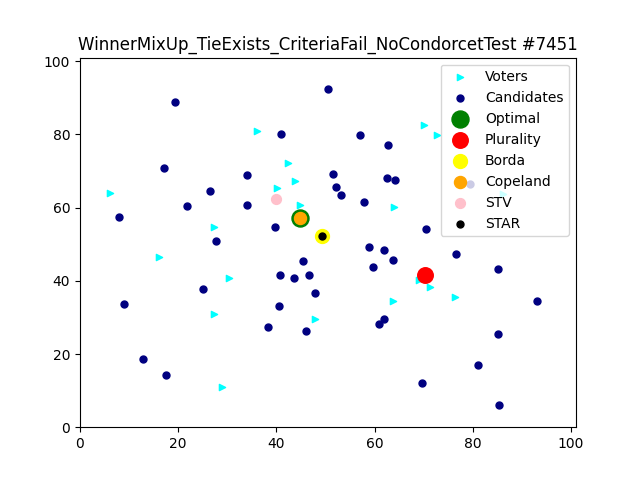 WinnerMixUp_TieExists_CriteriaFail_NoCondorcetTest #7451
100
80
60
40
20
0
0 20 40 60 80 100
Voters
Candidates
Optimal
Plurality
Borda
Copeland
STV
STAR